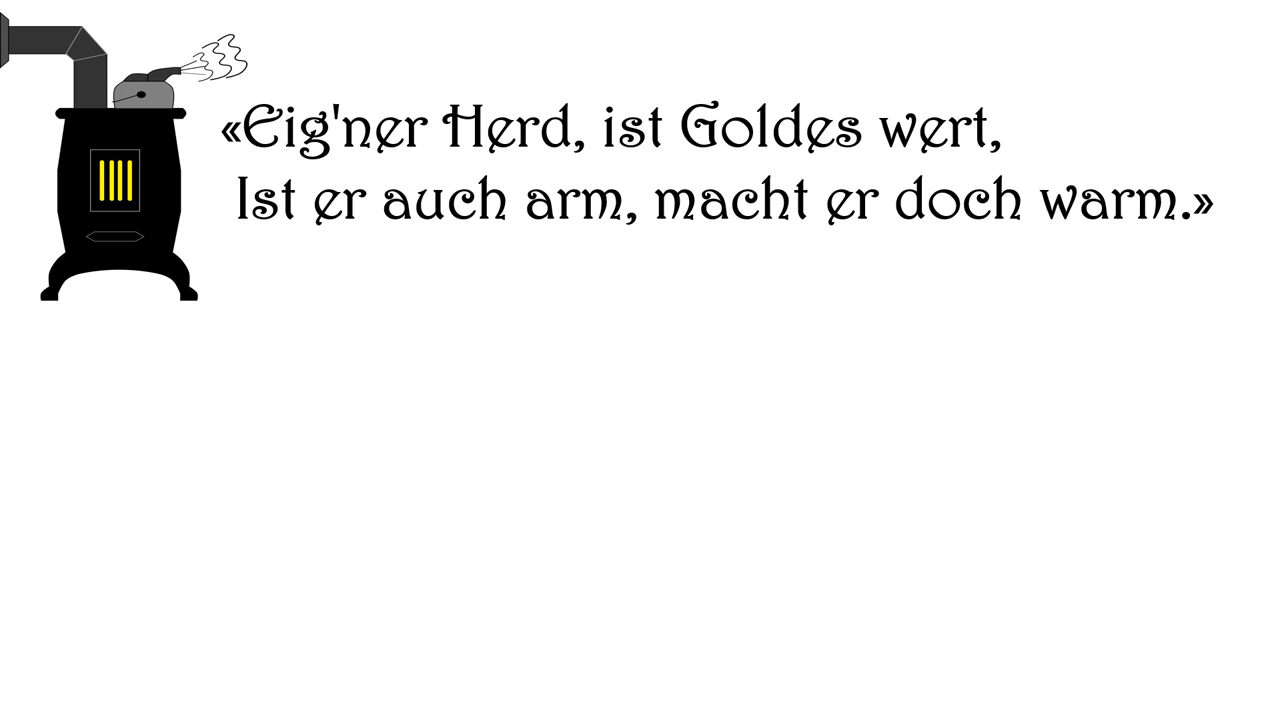 «Eig'ner Herd, ist Goldes wert,
Ist er auch arm, macht er doch warm.»